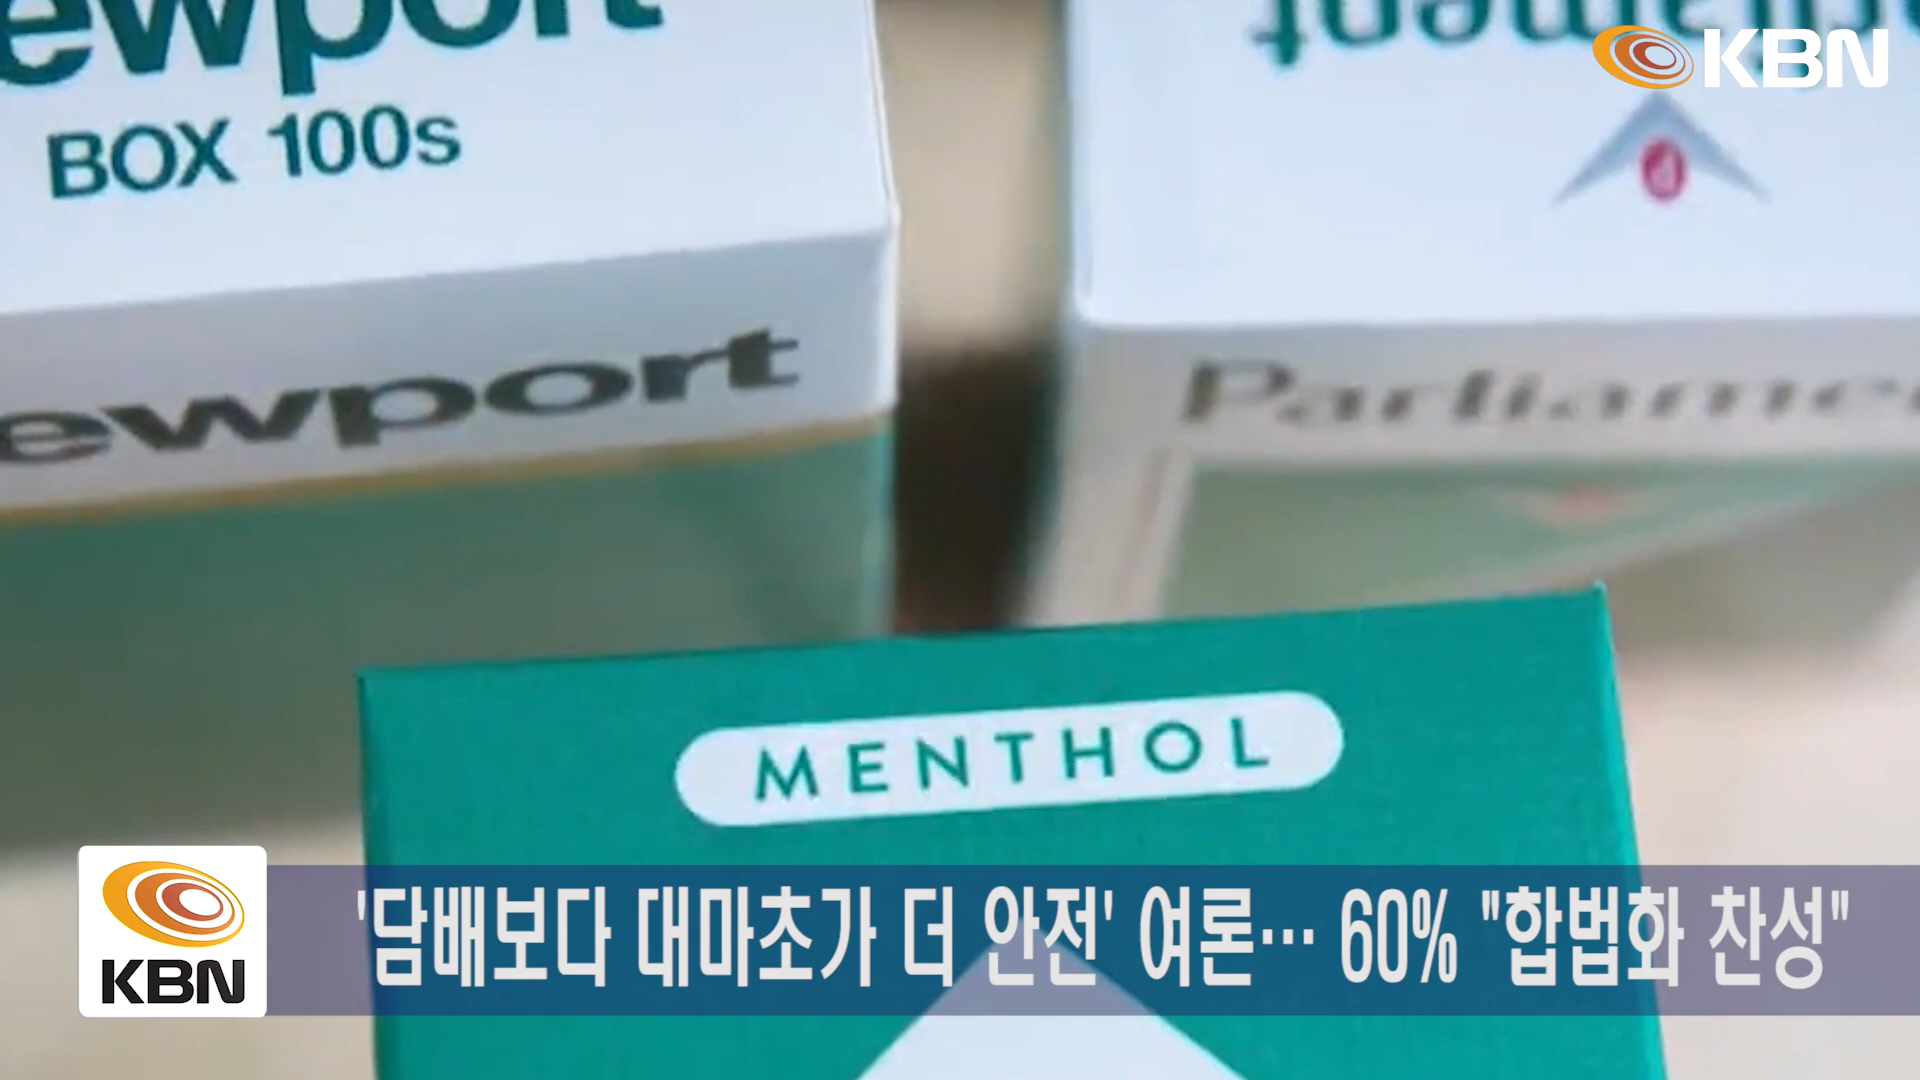 ewport
BOX 100s
ewport
Parliament
KBN
P
Parliame
MENTHOL
KBN
'담배보다 대마초가 더 안전' 여론… 60% "합법화 찬성"